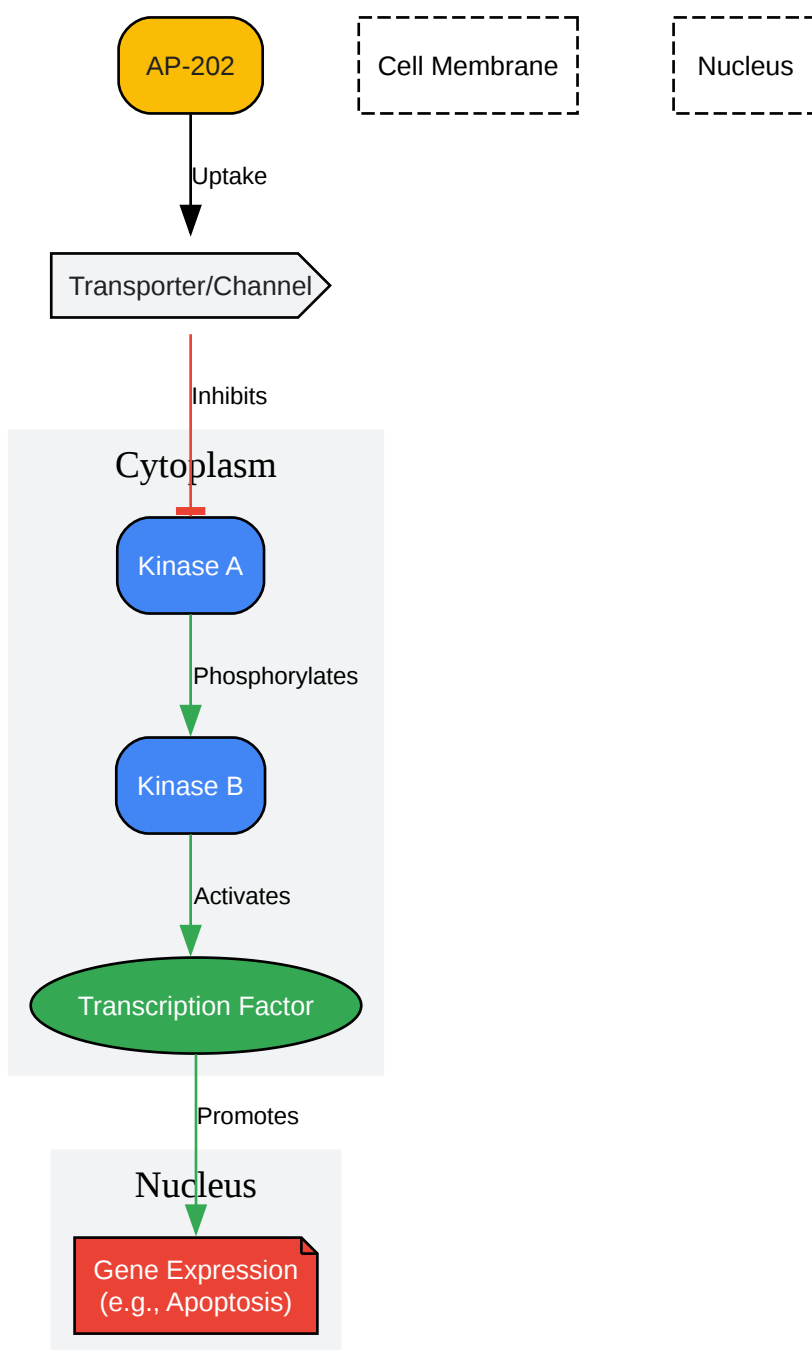 AP-202
Cell Membrane
Nucleus
Uptake
Transporter/Channel
Inhibits
Cytoplasm
Kinase A
Phosphorylates
Kinase B
Activates
Transcription Factor
Promotes
Nucleus
Gene Expression
(e.g., Apoptosis)